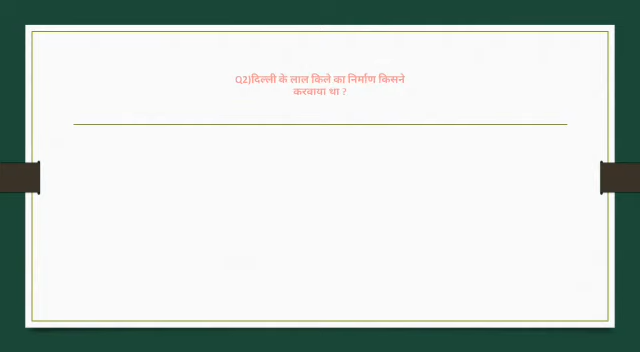 Q2)दिल्ली के लाल किले का निर्माण किसने
करवाया था ?